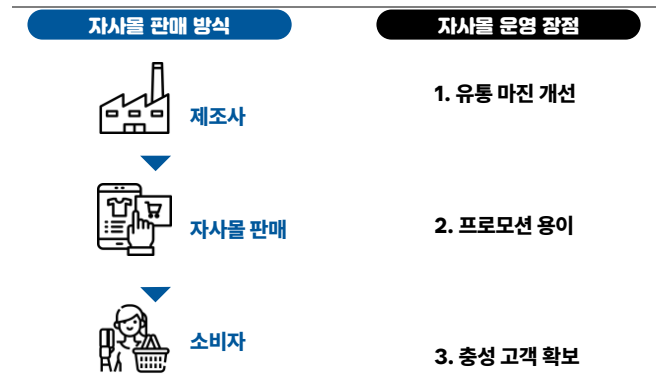 자사몰 판매 방식
제조사
자사몰 판매
소비자
자사몰 운영 장점
1. 유통 마진 개선
2. 프로모션 용이
3. 충성 고객 확보